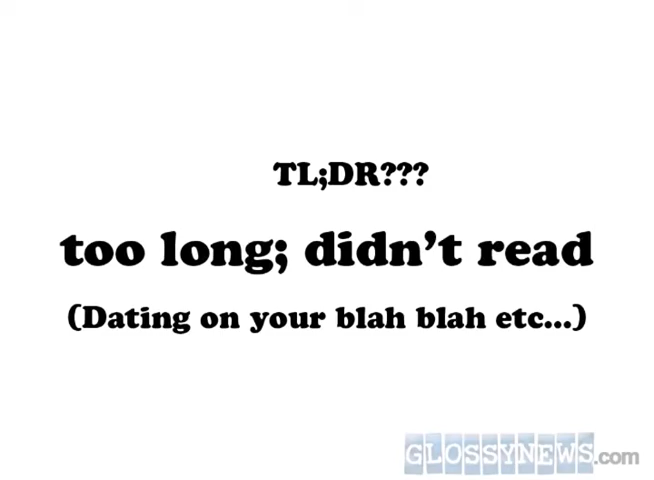 TL;DR???
too long; didn't read
(Dating on your blah blah etc...)
GLOSSYNEWS.com